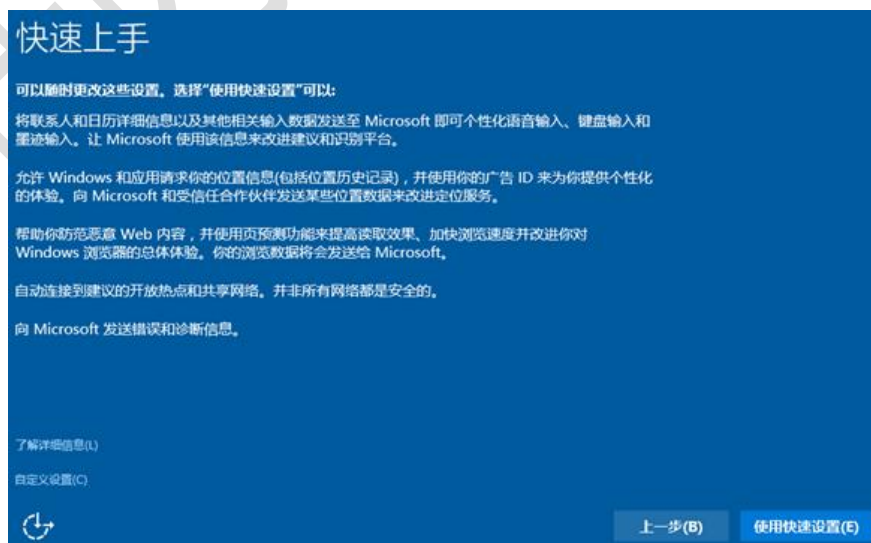 快速上手
可以随时更改这些设置。选择“使用快速设置”可以:
将联系人和日历详细信息以及其他相关输入数据发送至 Microsoft 即可个性化语音输入、键盘输入和
墨迹输入。让 Microsoft 使用该信息来改进建议和识别平台。
允许 Windows 和应用请求你的位置信息(包括位置历史记录)，并使用你的广告 ID 来为你提供个性化
的体验。向 Microsoft 和受信任合作伙伴发送某些位置数据来改进定位服务。
帮助你防范恶意 Web 内容，并使用页预测功能来提高读取效果、加快浏览速度并改进你对
Windows 浏览器的总体体验。你的浏览数据将会发送给 Microsoft。
自动连接到建议的开放热点和共享网络。并非所有网络都是安全的。
向 Microsoft 发送错误和诊断信息。
了解详细信息(L)
自定义设置(C)
上一步(B)
使用快速设置(E)